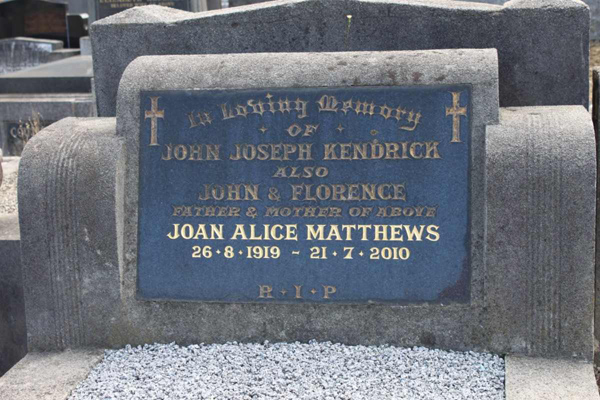 In Loving Memory
OF
JOHN JOSEPH KENDRICK
ALSO
JOHN & FLORENCE
FATHER & MOTHER OF ABOVE
JOAN ALICE MATTHEWS
26·8·1919 - 21·7·2010
R·I·P